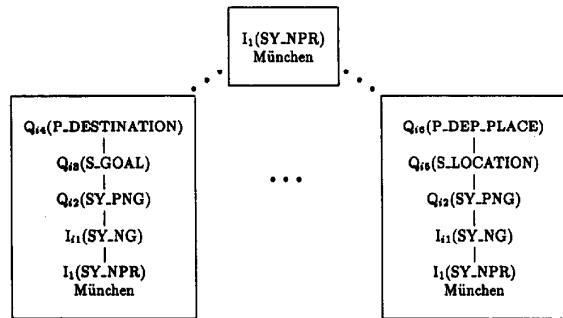 I₁(SY_NPR)
München
Qᵢ₄(P_DESTINATION)
Qᵢ₃(S_GOAL)
Qᵢ₂(SY_PNG)
Iᵢ₁(SY_NG)
I₁(SY_NPR)
München
Qᵢ₆(P_DEP_PLACE)
Qᵢ₅(S_LOCATION)
Qᵢ₂(SY_PNG)
Iᵢ₁(SY_NG)
I₁(SY_NPR)
München